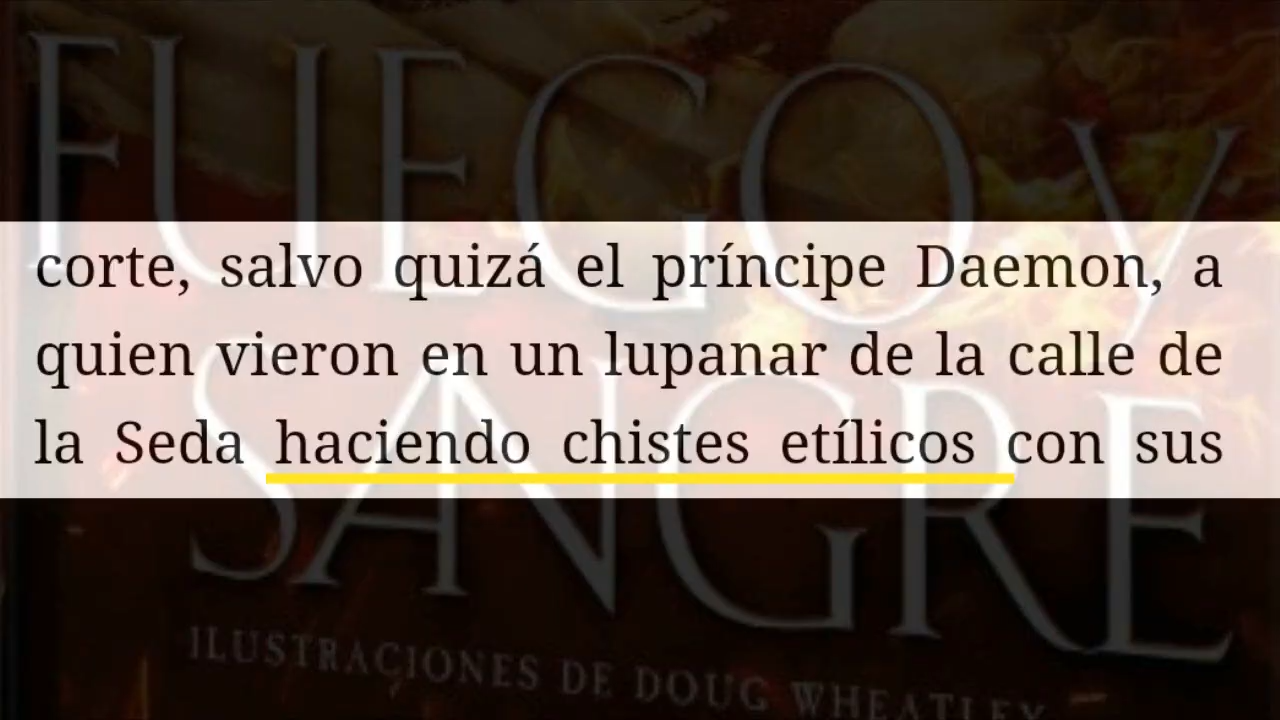 FUEGO Y
corte, salvo quizá el príncipe Daemon, a
quien vieron en un lupanar de la calle de
la Seda haciendo chistes etílicos con sus
SANGRE
ILUSTRACIONES DE DOUG WHEATLEY